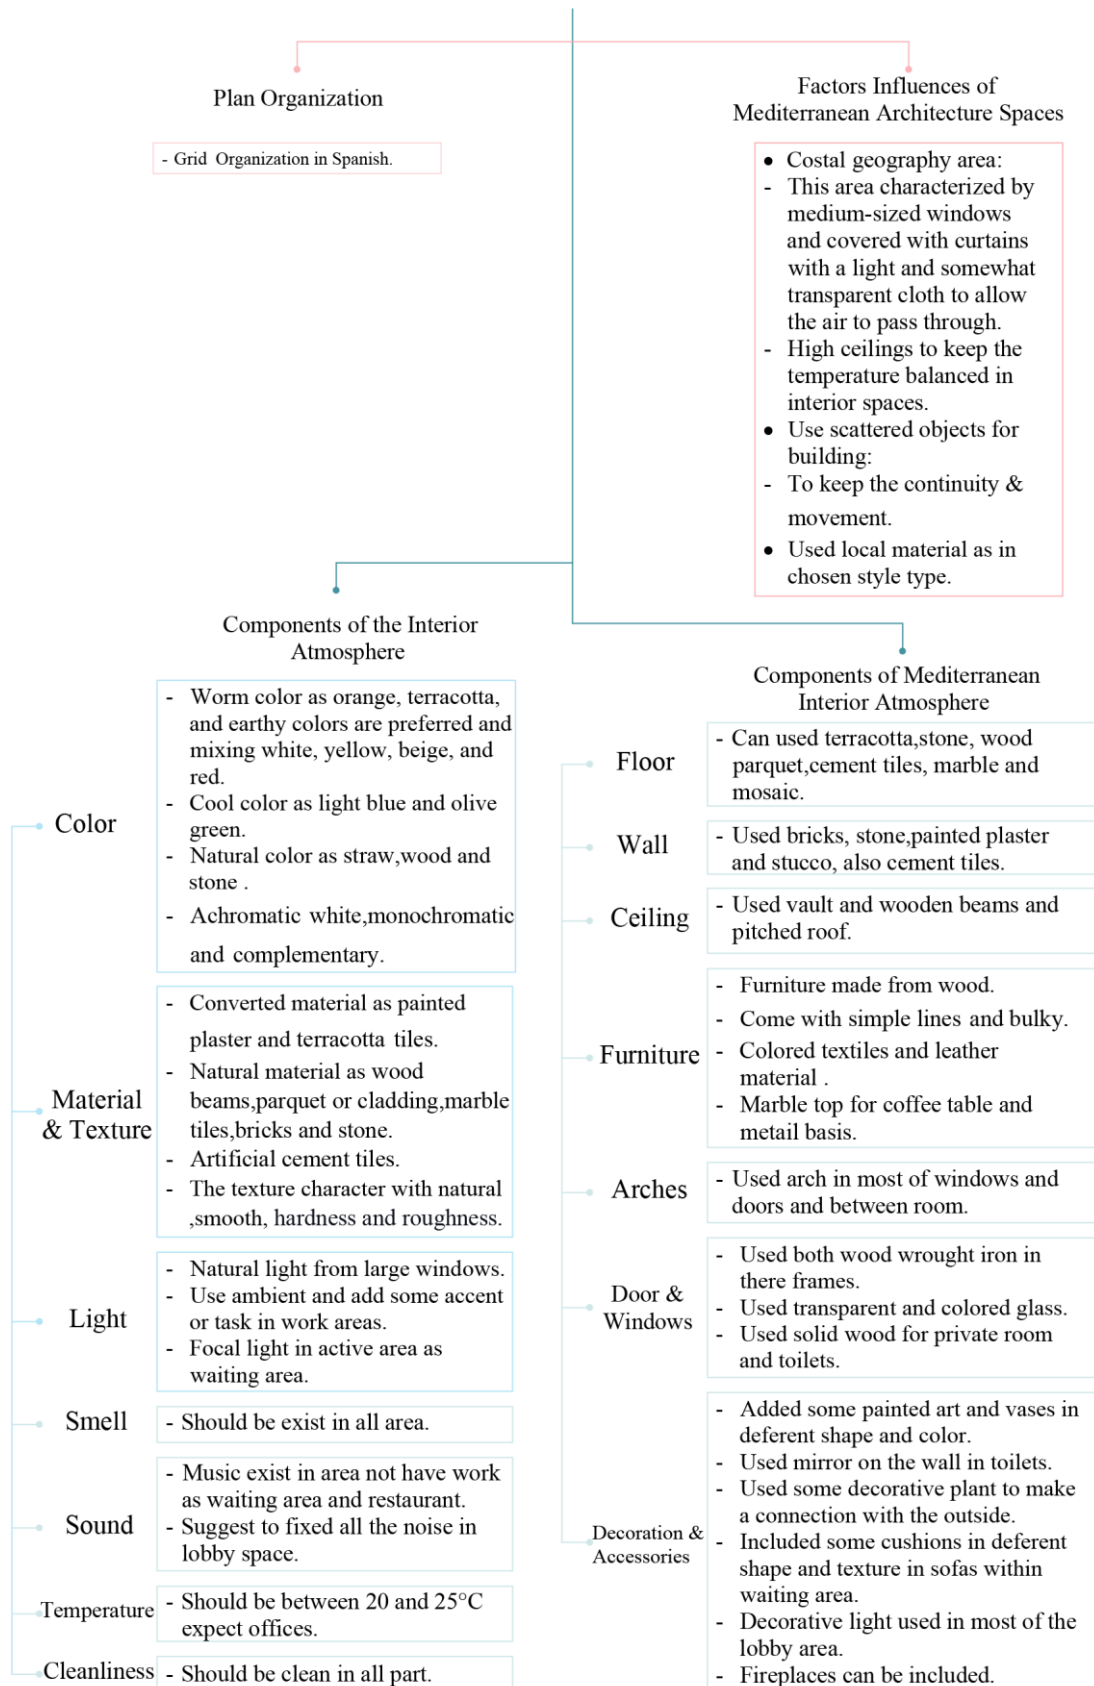 Plan Organization
- Grid Organization in Spanish.
Factors Influences of
Mediterranean Architecture Spaces
• Costal geography area:
- This area characterized by
medium-sized windows
and covered with curtains
with a light and somewhat
transparent cloth to allow
the air to pass through.
- High ceilings to keep the
temperature balanced in
interior spaces.
• Use scattered objects for
building:
- To keep the continuity &
movement.
• Used local material as in
chosen style type.
Components of the Interior
Atmosphere
Color
- Worm color as orange, terracotta,
and earthy colors are preferred and
mixing white, yellow, beige, and
red.
- Cool color as light blue and olive
green.
- Natural color as straw,wood and
stone .
- Achromatic white,monochromatic
and complementary.
Material
& Texture
- Converted material as painted
plaster and terracotta tiles.
- Natural material as wood
beams,parquet or cladding,marble
tiles,bricks and stone.
- Artificial cement tiles.
- The texture character with natural
,smooth, hardness and roughness.
Light
- Natural light from large windows.
- Use ambient and add some accent
or task in work areas.
- Focal light in active area as
waiting area.
Smell
- Should be exist in all area.
Sound
- Music exist in area not have work
as waiting area and restaurant.
- Suggest to fixed all the noise in
lobby space.
Temperature
- Should be between 20 and 25°C
expect offices.
Cleanliness
- Should be clean in all part.
Components of Mediterranean
Interior Atmosphere
Floor
- Can used terracotta,stone, wood
parquet,cement tiles, marble and
mosaic.
Wall
- Used bricks, stone,painted plaster
and stucco, also cement tiles.
Ceiling
- Used vault and wooden beams and
pitched roof.
Furniture
- Furniture made from wood.
- Come with simple lines and bulky.
- Colored textiles and leather
material .
- Marble top for coffee table and
metail basis.
Arches
- Used arch in most of windows and
doors and between room.
Door &
Windows
- Used both wood wrought iron in
there frames.
- Used transparent and colored glass.
- Used solid wood for private room
and toilets.
Decoration &
Accessories
- Added some painted art and vases in
deferent shape and color.
- Used mirror on the wall in toilets.
- Used some decorative plant to make
a connection with the outside.
- Included some cushions in deferent
shape and texture in sofas within
waiting area.
- Decorative light used in most of the
lobby area.
- Fireplaces can be included.